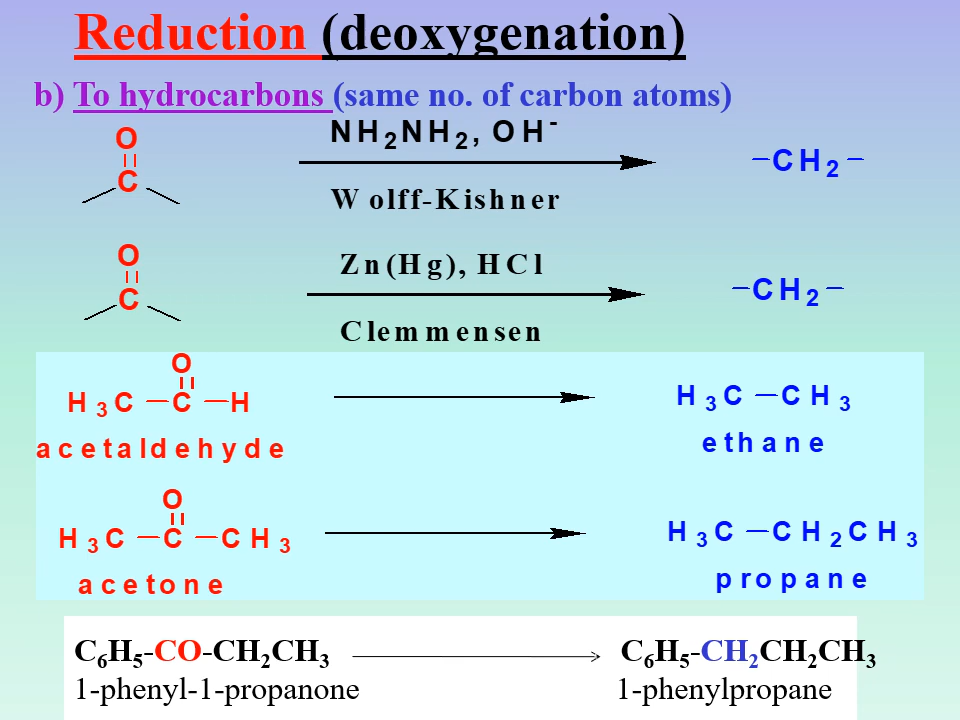 Reduction (deoxygenation)
b) To hydrocarbons (same no. of carbon atoms)
O
C
NH2NH2, OH-
Wolff-Kishner
–CH2–
O
C
Zn(Hg), HCl
Clemmensen
–CH2–
O
H3C–C–H
H3C–CH3
acetaldehyde
ethane
O
H3C–C–CH3
H3C–CH2CH3
acetone
propane
C6H5-CO-CH2CH3
C6H5-CH2CH2CH3
1-phenyl-1-propanone
1-phenylpropane